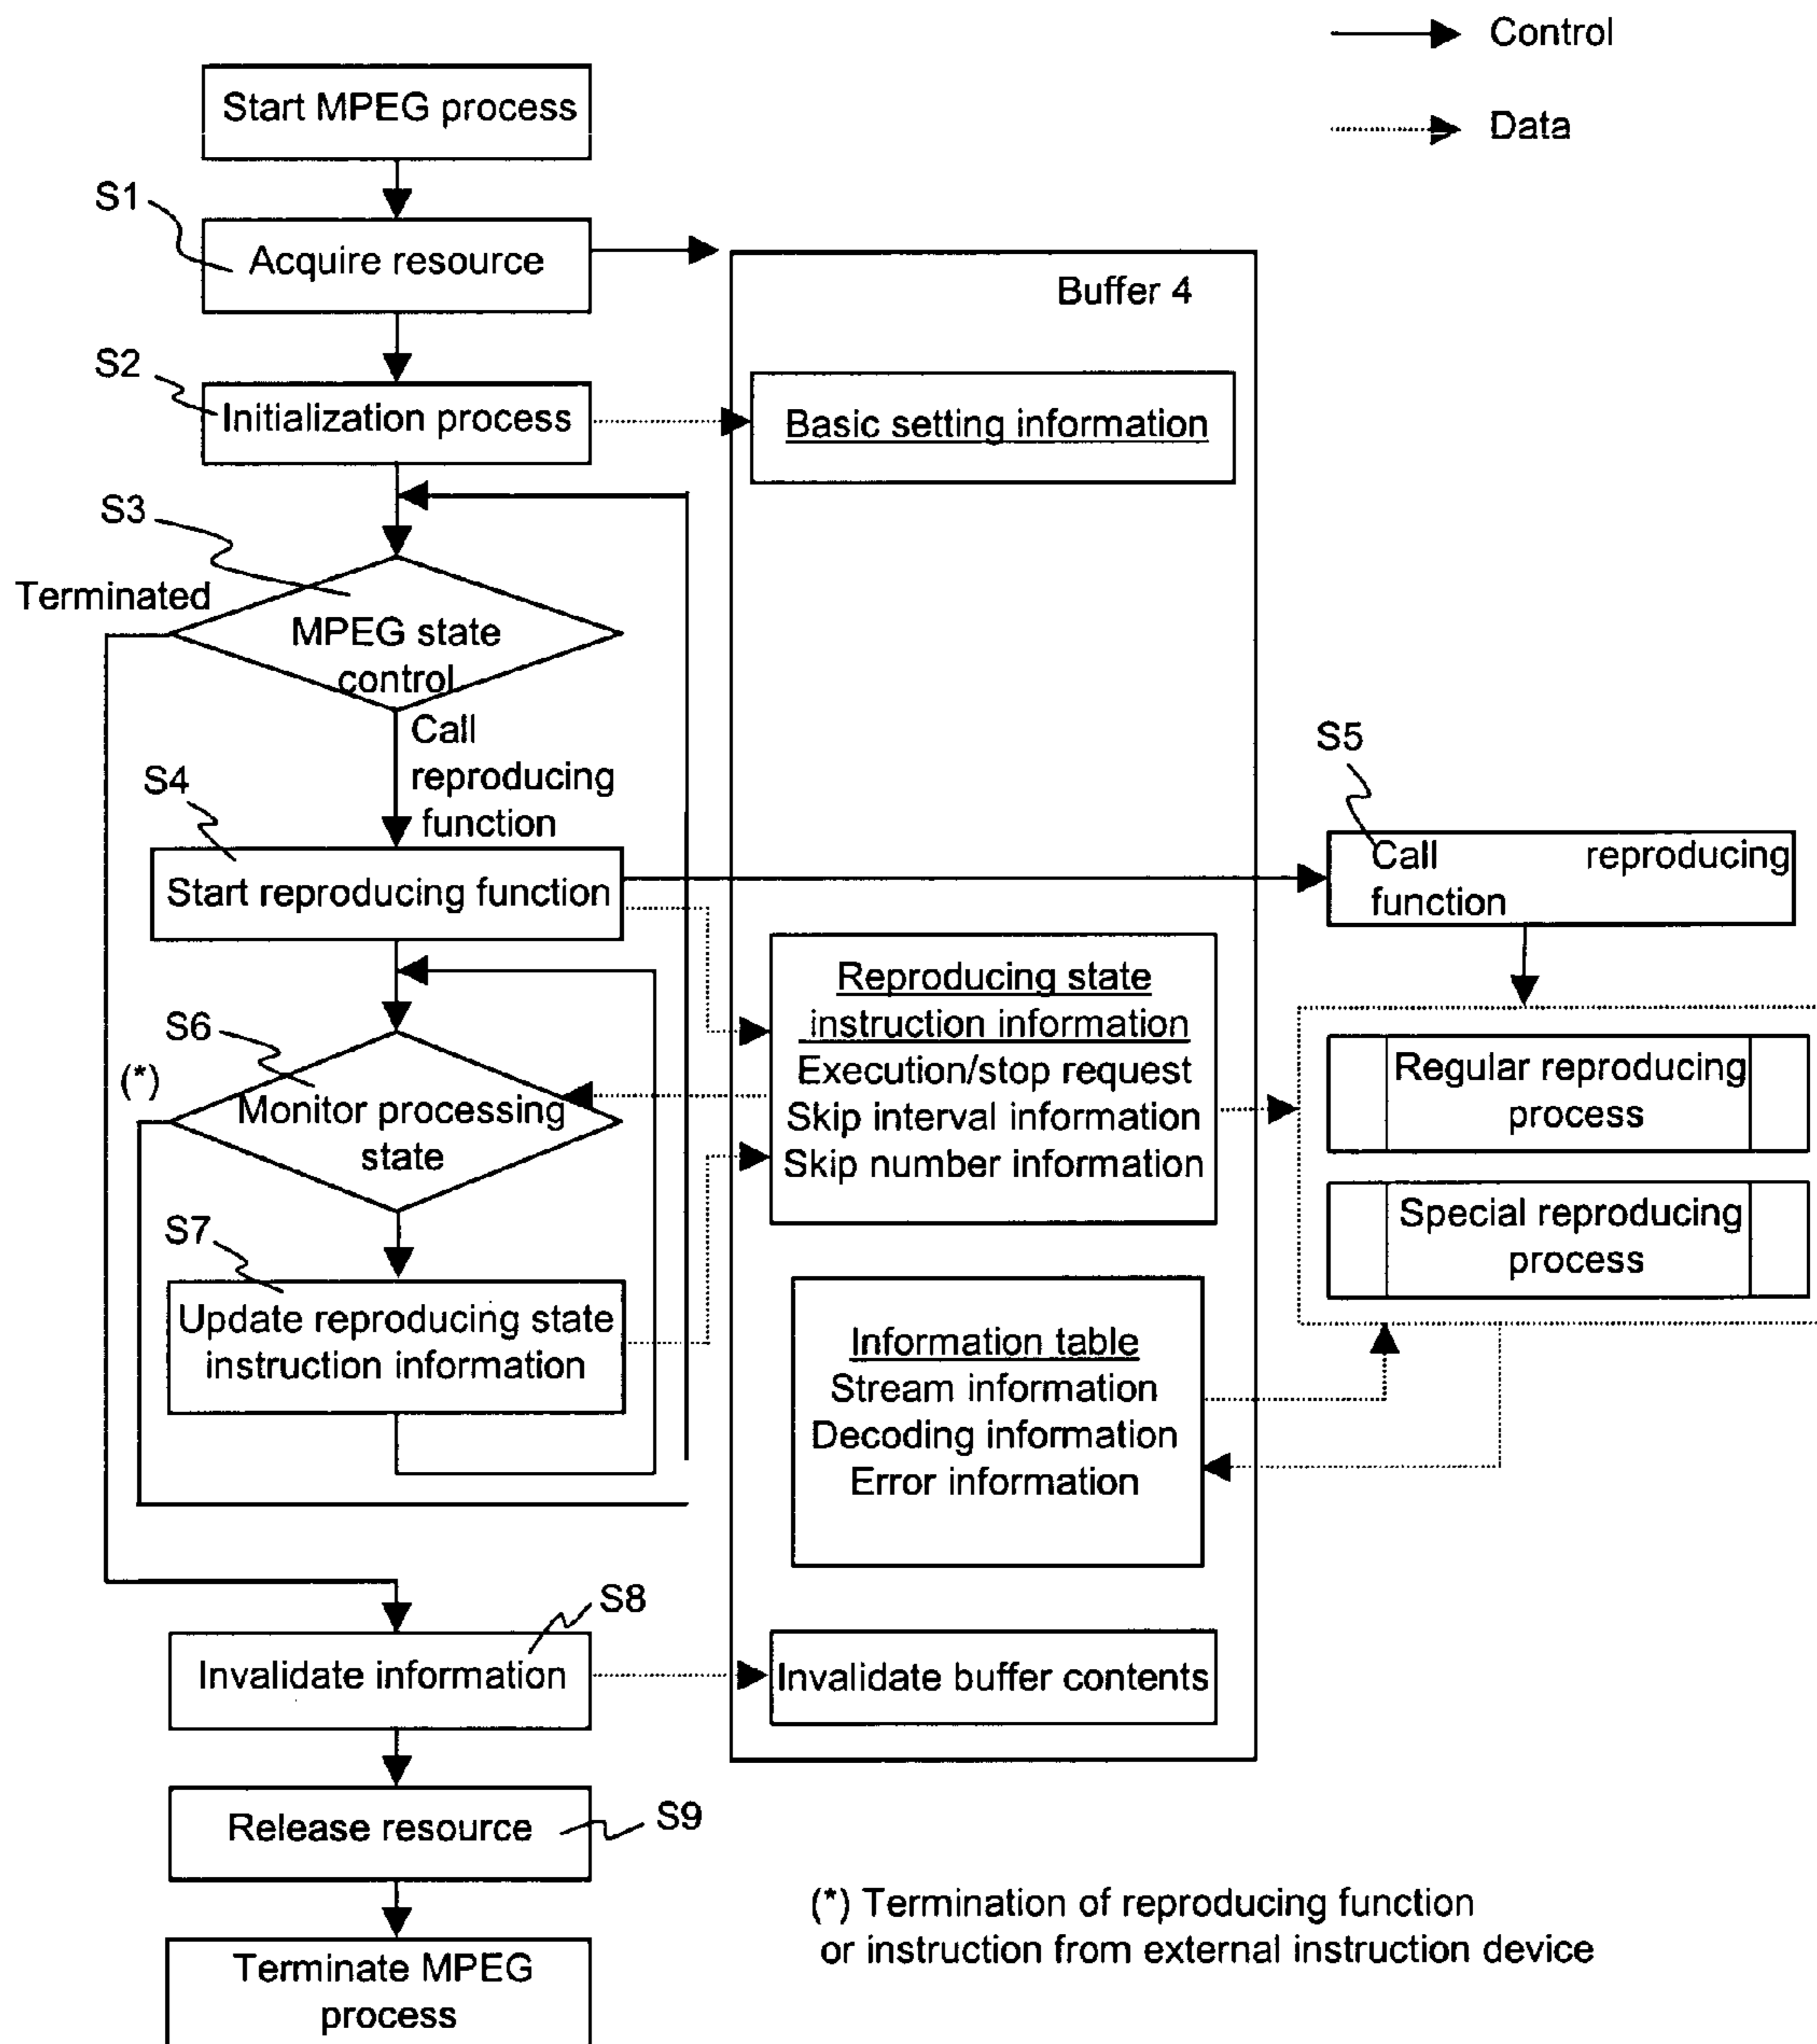 Control
Data
Start MPEG process
S1
Acquire resource
Buffer 4
S2
Initialization process
Basic setting information
S3
Terminated
MPEG state
control
Call
reproducing
function
S4
Start reproducing function
S5
Call reproducing
function
Reproducing state
instruction information
Execution/stop request
Skip interval information
Skip number information
S6
(*)
Monitor processing
state
Regular reproducing
process
Special reproducing
process
S7
Update reproducing state
instruction information
Information table
Stream information
Decoding information
Error information
S8
Invalidate information
Invalidate buffer contents
Release resource
S9
(*) Termination of reproducing function
or instruction from external instruction device
Terminate MPEG
process